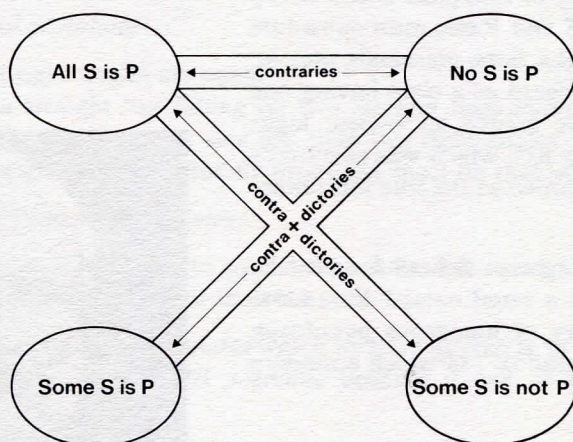 All S is P
contraries
No S is P
contra + dictories
contra dictories
Some S is P
Some S is not P